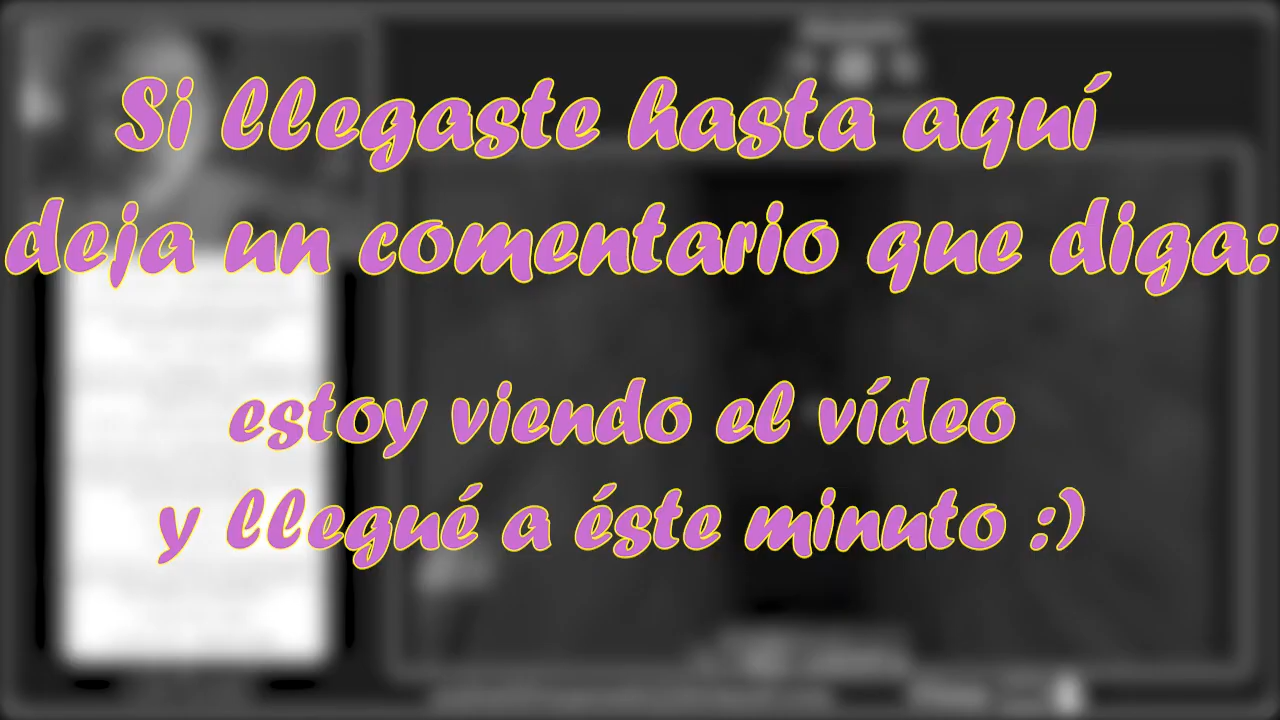 Si llegaste hasta aquí
deja un comentario que diga:
estoy viendo el vídeo
y llegué a éste minuto :)